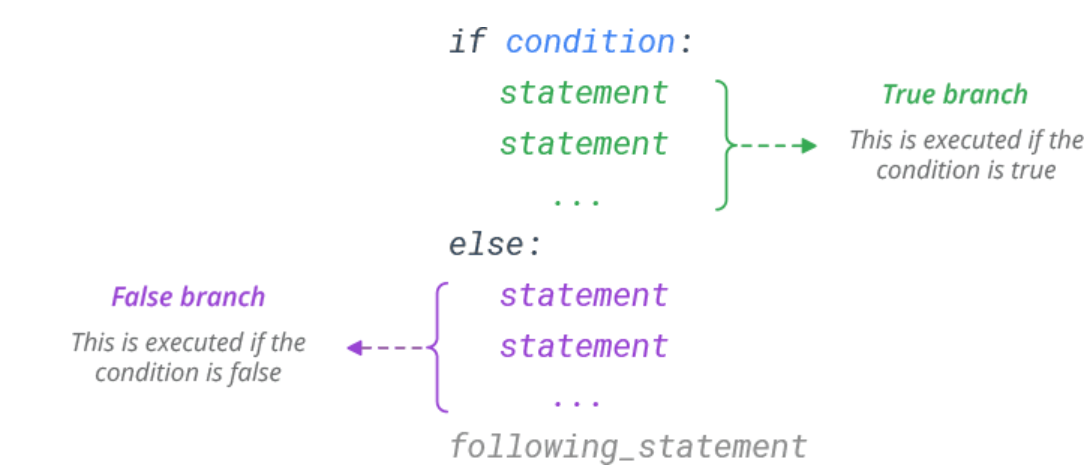 if condition:
statement
statement
...
True branch
This is executed if the
condition is true
else:
statement
statement
...
False branch
This is executed if the
condition is false
following_statement